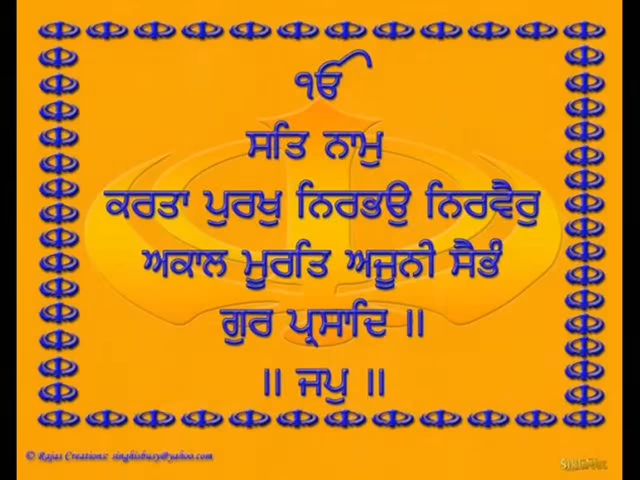 ੴ
ਸਤਿ ਨਾਮੁ
ਕਰਤਾ ਪੁਰਖੁ ਨਿਰਭਉ ਨਿਰਵੈਰੁ
ਅਕਾਲ ਮੂਰਤਿ ਅਜੂਨੀ ਸੈਭੰ
ਗੁਰ ਪ੍ਰਸਾਦਿ ॥
॥ ਜਪੁ ॥
© Rajas Creations: singhisbusy@yahoo.com